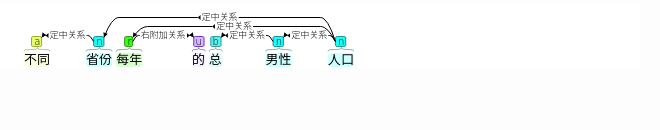 定中关系
定中关系
定中关系 右附加关系 定中关系 定中关系
a n r u b n n
不同 省份 每年 的 总 男性 人口